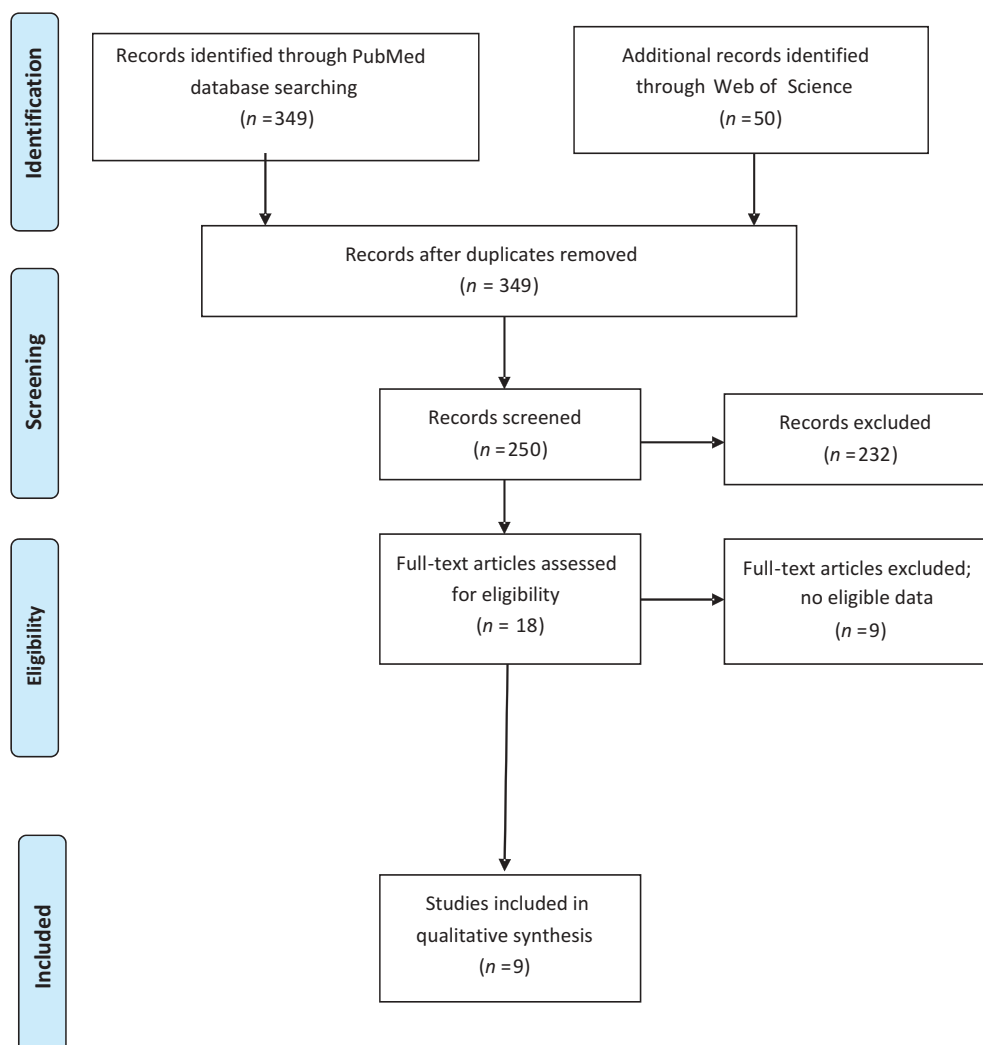 Identification
Records identified through PubMed
database searching
(n =349)
Additional records identified
through Web of Science
(n =50)
Records after duplicates removed
(n = 349)
Screening
Records screened
(n =250)
Records excluded
(n =232)
Eligibility
Full-text articles assessed
for eligibility
(n = 18)
Full-text articles excluded;
no eligible data
(n =9)
Included
Studies included in
qualitative synthesis
(n =9)